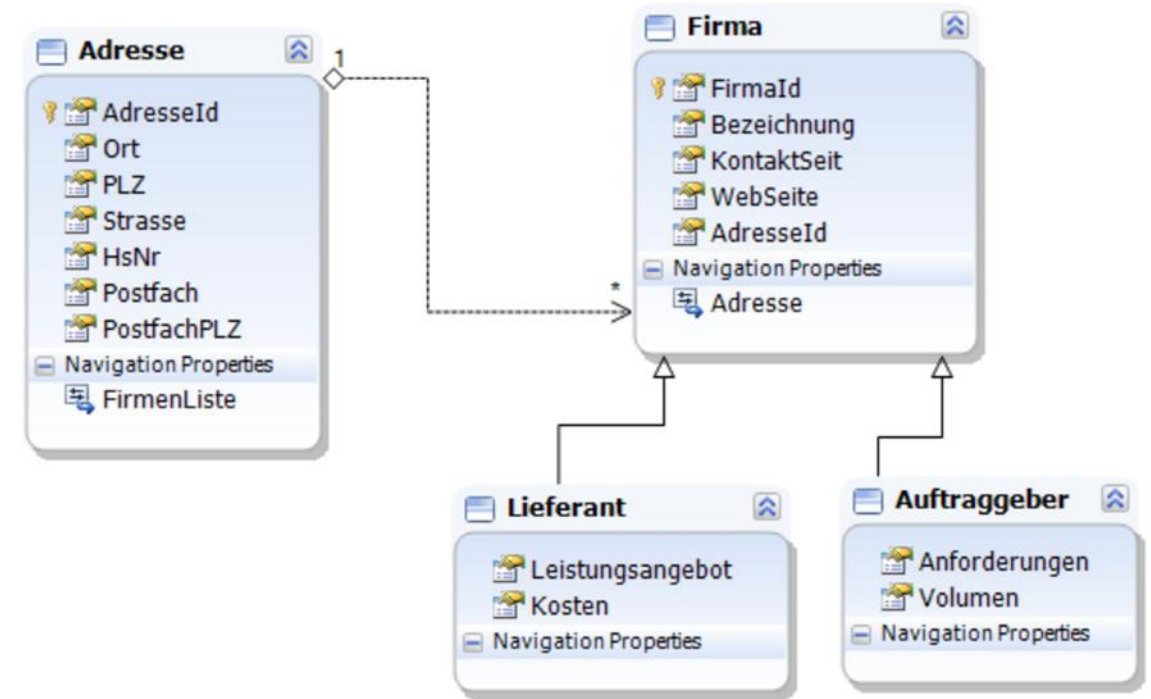 Adresse
AdresseId
Ort
PLZ
Strasse
HsNr
Postfach
PostfachPLZ
Navigation Properties
FirmenListe
1
*
Firma
FirmaId
Bezeichnung
KontaktSeit
WebSeite
AdresseId
Navigation Properties
Adresse
Lieferant
Leistungsangebot
Kosten
Navigation Properties
Auftraggeber
Anforderungen
Volumen
Navigation Properties